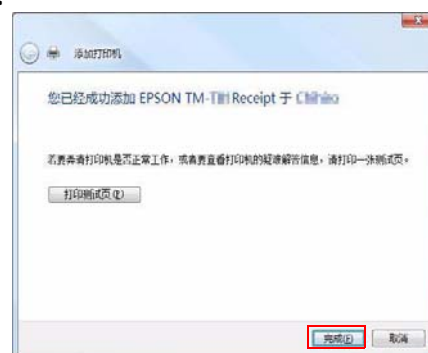 添加打印机
您已经成功添加 EPSON TM- Receipt 于
若要弄清打印机是否正常工作，或者要查看打印机的疑难解答信息，请打印一张测试页。
打印测试页(P)
完成(F)
取消